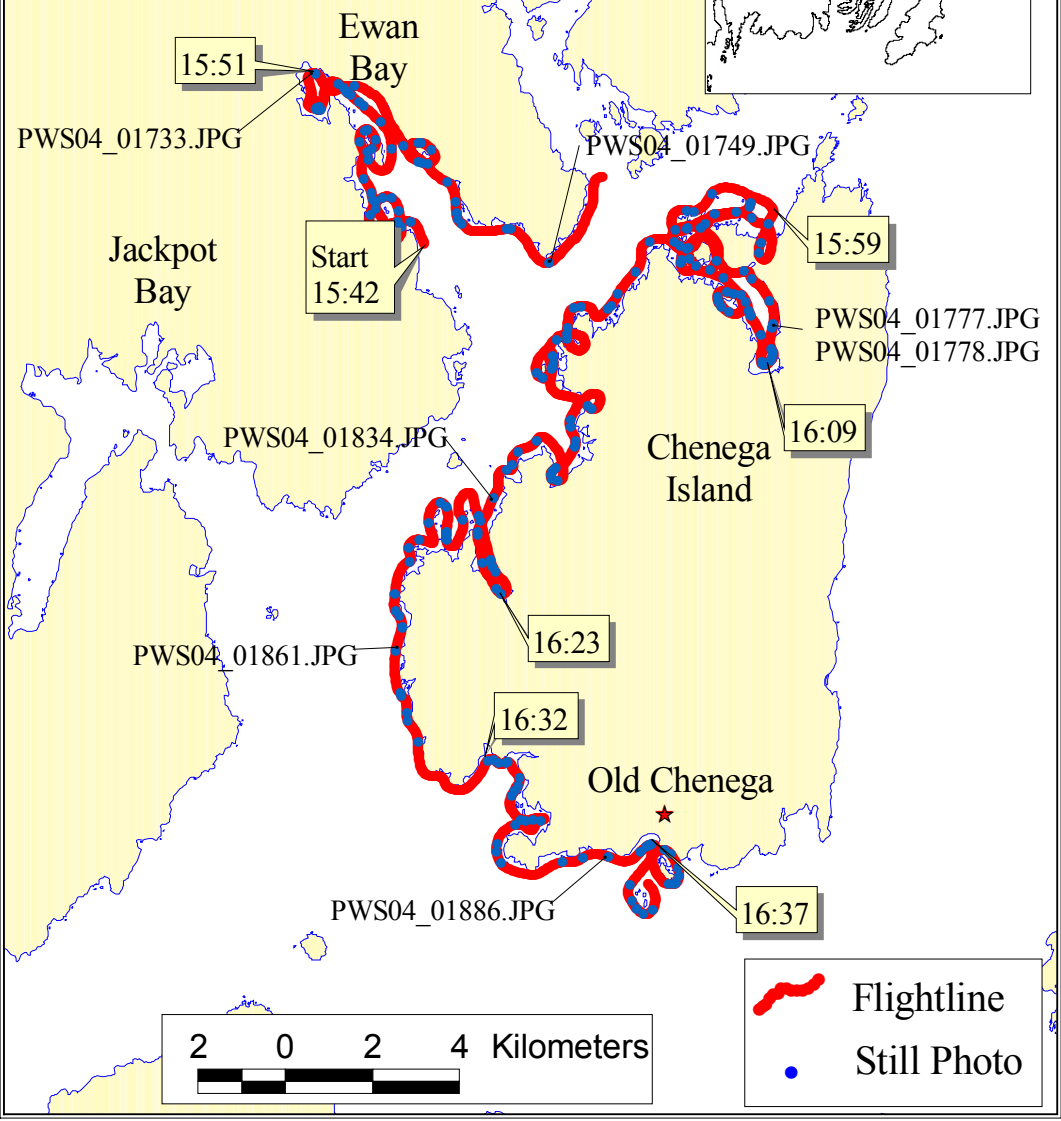 Ewan
Bay
15:51
PWS04_01733.JPG
PWS04_01749.JPG
Jackpot
Bay
Start
15:42
15:59
PWS04_01777.JPG
PWS04_01778.JPG
16:09
PWS04_01834.JPG
Chenega
Island
16:23
PWS04_01861.JPG
16:32
Old Chenega
PWS04_01886.JPG
16:37
Flightline
Still Photo
2 0 2 4 Kilometers